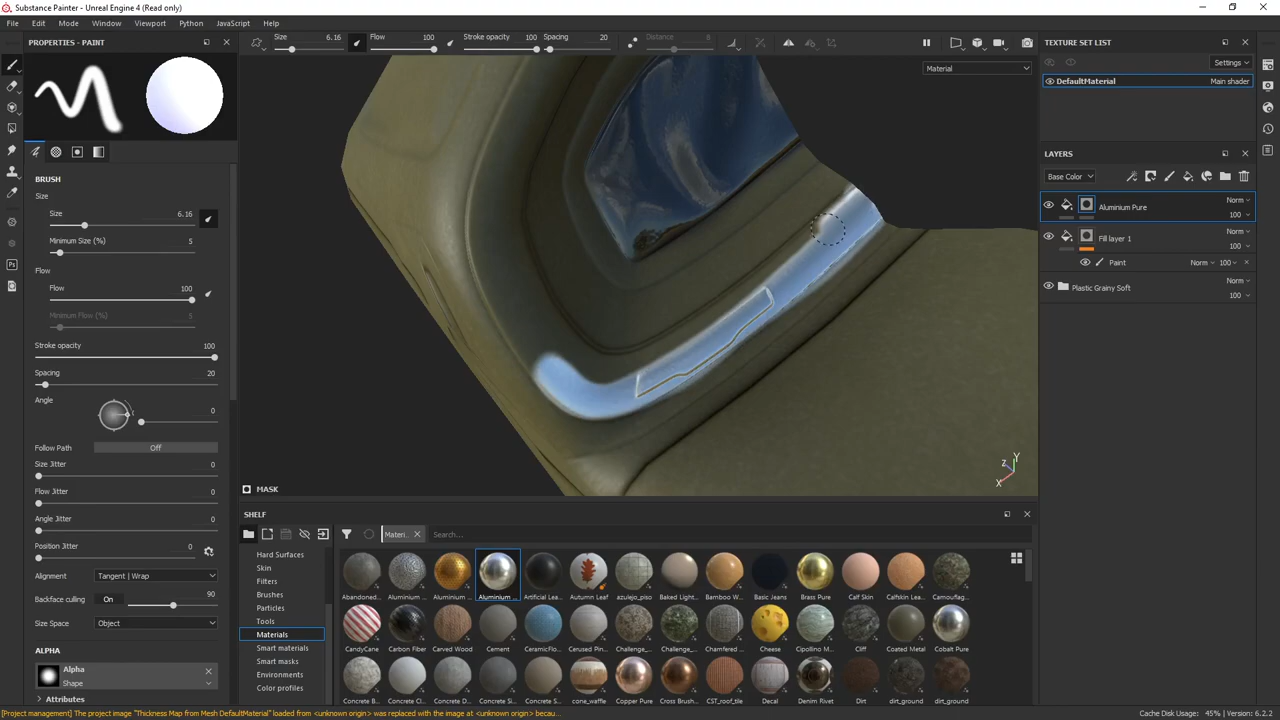 Substance Painter - Unreal Engine 4 (Read only)
File Edit Mode Window Viewport Python JavaScript Help
PROPERTIES - PAINT
Size 6.16 Flow 100 Stroke opacity 100 Spacing 20 Distance 8
Material
TEXTURE SET LIST
Settings
DefaultMaterial Main shader
LAYERS
Base Color
Aluminium Pure Norm
100
Fill layer 1 Norm
100
Paint Norm 100
Plastic Grainy Soft Norm
100
BRUSH
Size
Size 6.16
Minimum Size (%) 5
Flow
Flow 100
Minimum Flow (%) 5
Stroke opacity 100
Spacing 20
Angle 0
Follow Path Off
Size Jitter 0
Flow Jitter 0
Angle Jitter 0
Position Jitter 0
Alignment Tangent | Wrap
Backface culling On 90
Size Space Object
ALPHA
Alpha
Shape
Attributes
Y
Z
X
MASK
SHELF
Materi... Search...
Hard Surfaces
Skin
Filters
Brushes
Particles
Tools
Materials
Smart materials
Smart masks
Environments
Color profiles
Abandoned... Aluminium ... Aluminium ... Aluminium ... Artificial Lea... Autumn Leaf azulejo_piso Baked Light... Bamboo W... Basic Jeans Brass Pure Calf Skin Calfskin Lea... Camouflag...
CandyCane Carbon Fiber Carved Wood Cement CeramicFlo... Cerused Pin... Challenge_... Challenge_... Chamfered ... Cheese Chipolino S... Cliff Coated Metal Cobalt Pure
Concrete B... Concrete Cl... Concrete D... Concrete S... Concrete S... cone_waffle Copper Pure Cross Brush... CST_roof_tile Decal Diver Dirt dirt_ground dirt_ground
[Project management] The project image "Thickness Map from Mesh DefaultMaterial" loaded from <unknown origin> was replaced with the image at <unknown origin> becau...
Cache Disk Usage: 45% | Version: 6.2.2